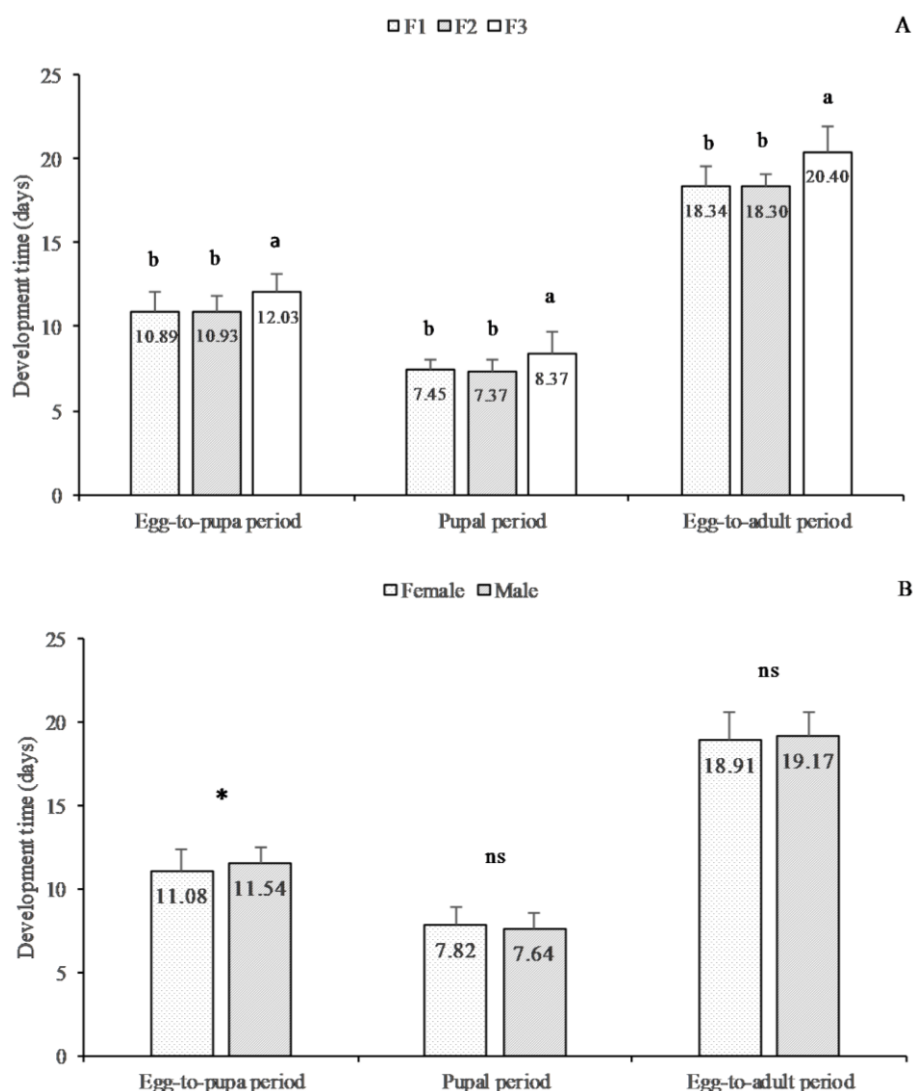 F1 F2 F3 A
Development time (days)
25
20
15
10
5
0
b b a
10.89 10.93 12.03
b b a
7.45 7.37 8.37
b b a
18.34 18.30 20.40
Egg-to-pupa period Pupal period Egg-to-adult period
Female Male B
Development time (days)
25
20
15
10
5
0
*
11.08 11.54
ns
7.82 7.64
ns
18.91 19.17
Egg-to-pupa period Pupal period Egg-to-adult period